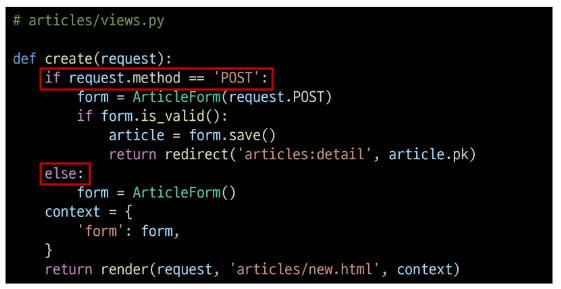 # articles/views.py
def create(request):
    if request.method == 'POST':
        form = ArticleForm(request.POST)
        if form.is_valid():
            article = form.save()
            return redirect('articles:detail', article.pk)
    else:
        form = ArticleForm()
    context = {
        'form': form,
    }
    return render(request, 'articles/new.html', context)